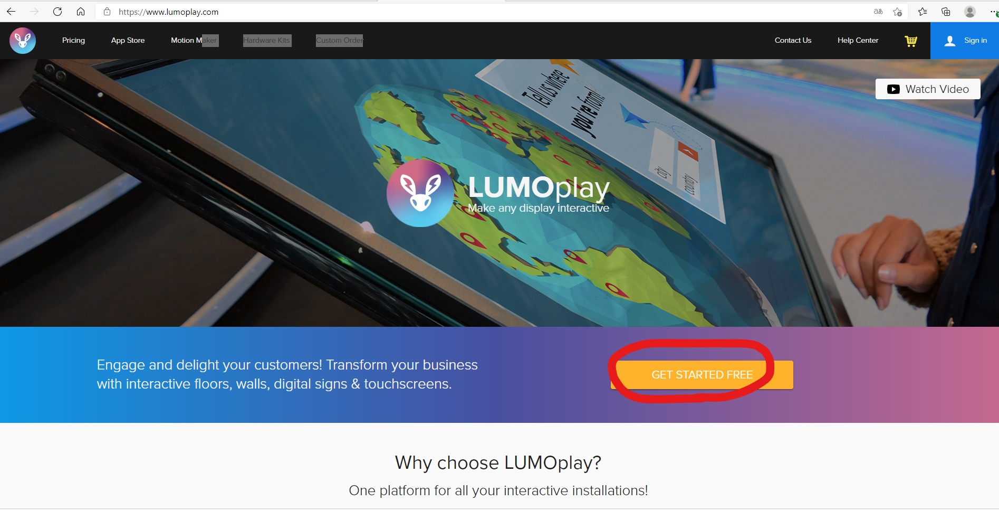 https://www.lumoplay.com
aあ
Pricing
App Store
Motion Maker
Hardware Kits
Custom Order
Contact Us
Help Center
Sign in
Watch Video
Tell us where
you're from!
city
country
LUMOplay
Make any display interactive
Engage and delight your customers! Transform your business
with interactive floors, walls, digital signs & touchscreens.
GET STARTED FREE
Why choose LUMOplay?
One platform for all your interactive installations!